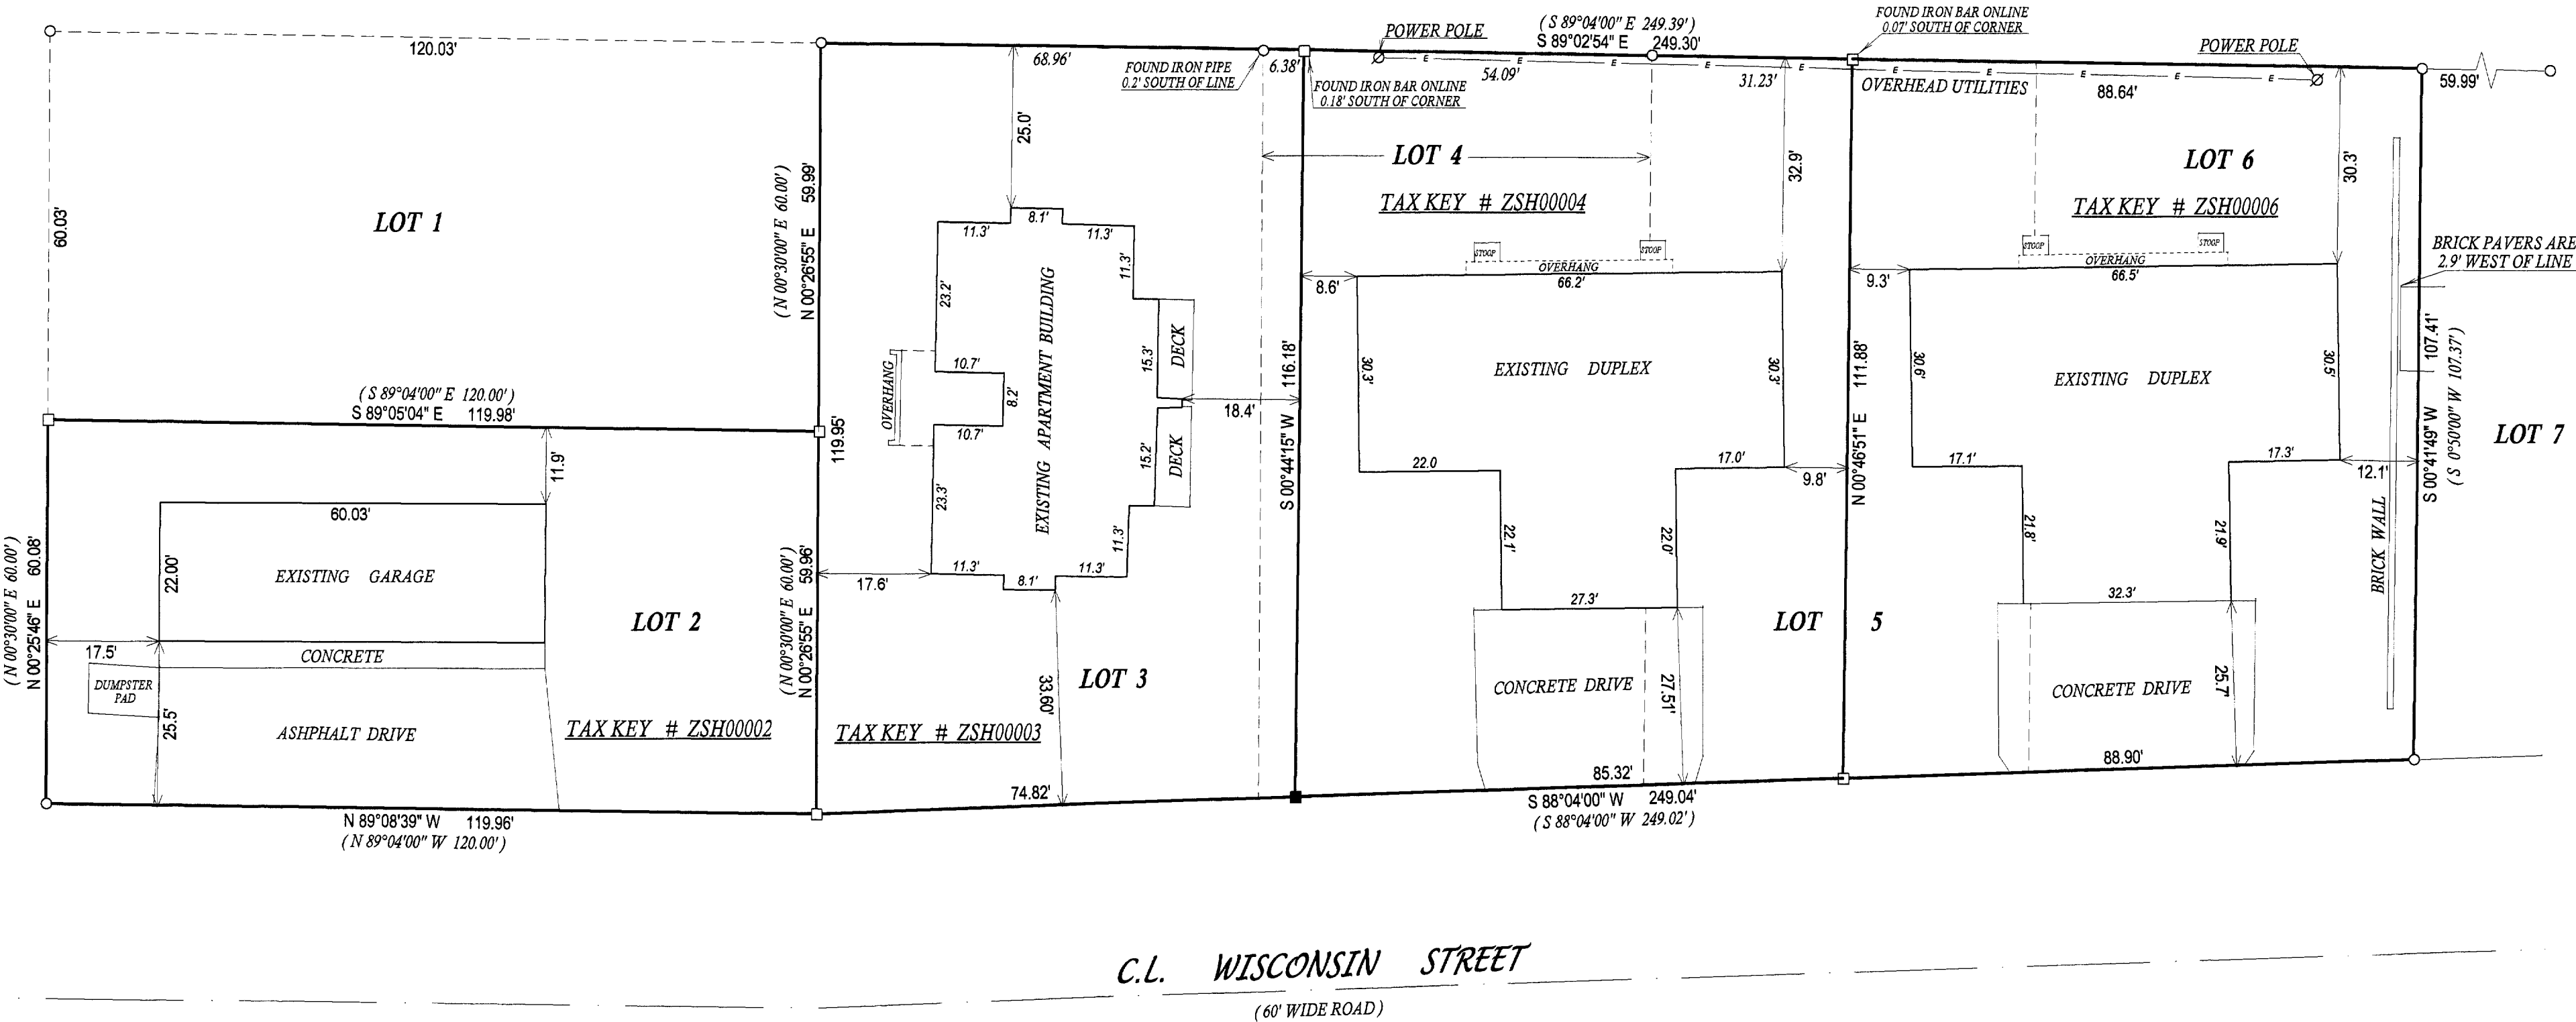 120.03'
60.03'
LOT 1
( S 89°04'00" E 120.00' )
S 89°05'04" E 119.98'
( N 00°30'00" E 60.00' )
N 00°26'55" E 59.99'
68.96'
6.38'
FOUND IRON PIPE
0.2' SOUTH OF LINE
FOUND IRON BAR ONLINE
0.18' SOUTH OF CORNER
POWER POLE
( S 89°04'00" E 249.39')
S 89°02'54" E 249.30'
E E E E E
54.09'
31.23'
FOUND IRON BAR ONLINE
0.07' SOUTH OF CORNER
POWER POLE
E E E E E
OVERHEAD UTILITIES
88.64'
59.99'
25.0'
LOT 4
TAX KEY # ZSH00004
32.9'
LOT 6
TAX KEY # ZSH00006
30.3'
BRICK PAVERS ARE
2.9' WEST OF LINE
8.1'
11.3'
11.3'
11.3'
23.2'
EXISTING APARTMENT BUILDING
OVERHANG
10.7'
8.2'
10.7'
15.3'
DECK
18.4'
15.2'
DECK
23.3'
11.3'
11.3'
8.1'
11.3'
17.6'
119.95'
33.60'
S 00°44'15" W 116.18'
8.6'
STOOP
STOOP
OVERHANG
66.2'
30.3'
EXISTING DUPLEX
30.3'
22.0
17.0'
9.8'
22.1'
22.0'
27.3'
CONCRETE DRIVE
27.51'
N 00°46'51" E 111.88'
9.3'
STOOP
STOOP
OVERHANG
66.5'
30.6'
EXISTING DUPLEX
30.5'
17.1'
17.3'
12.1'
21.8'
21.9'
32.3'
CONCRETE DRIVE
25.7'
BRICK WALL
S 00°41'49" W 107.41'
( S 0°50'00" W 107.37')
LOT 7
11.9'
60.03'
22.00'
EXISTING GARAGE
CONCRETE
17.5'
DUMPSTER
PAD
25.5'
ASHPHALT DRIVE
LOT 2
TAX KEY # ZSH00002
( N 00°30'00" E 60.00')
N 00°25'46" E 60.08'
( N 00°30'00" E 60.00')
N 00°26'55" E 59.96'
LOT 3
TAX KEY # ZSH00003
LOT 5
74.82'
85.32'
88.90'
N 89°08'39" W 119.96'
( N 89°04'00" W 120.00' )
S 88°04'00" W 249.04'
( S 88°04'00" W 249.02')
C.L. WISCONSIN STREET
( 60' WIDE ROAD )